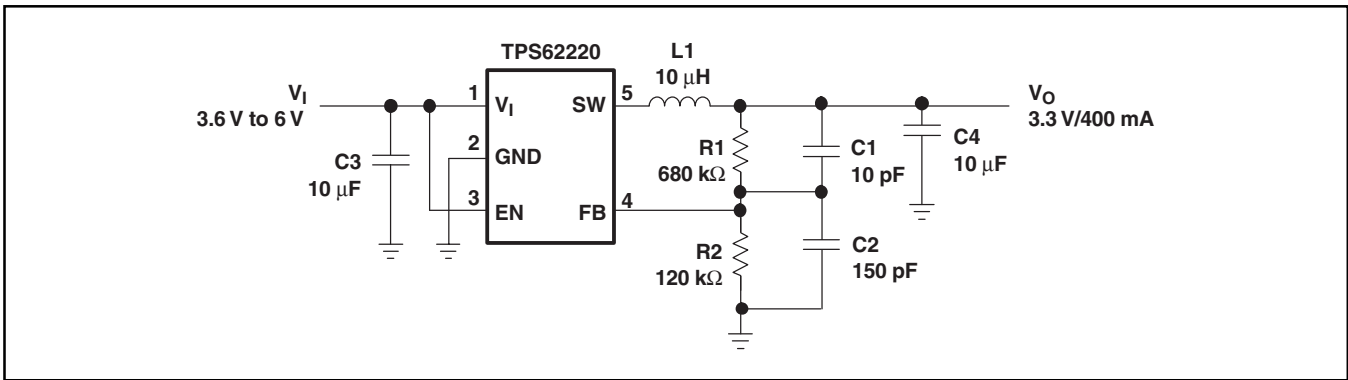 TPS62220
L1
10 μH
V_I
3.6 V to 6 V
1
V_I
SW
5
V_O
3.3 V/400 mA
C3
10 μF
2
GND
R1
680 kΩ
C1
10 pF
C4
10 μF
3
EN
FB
4
R2
120 kΩ
C2
150 pF